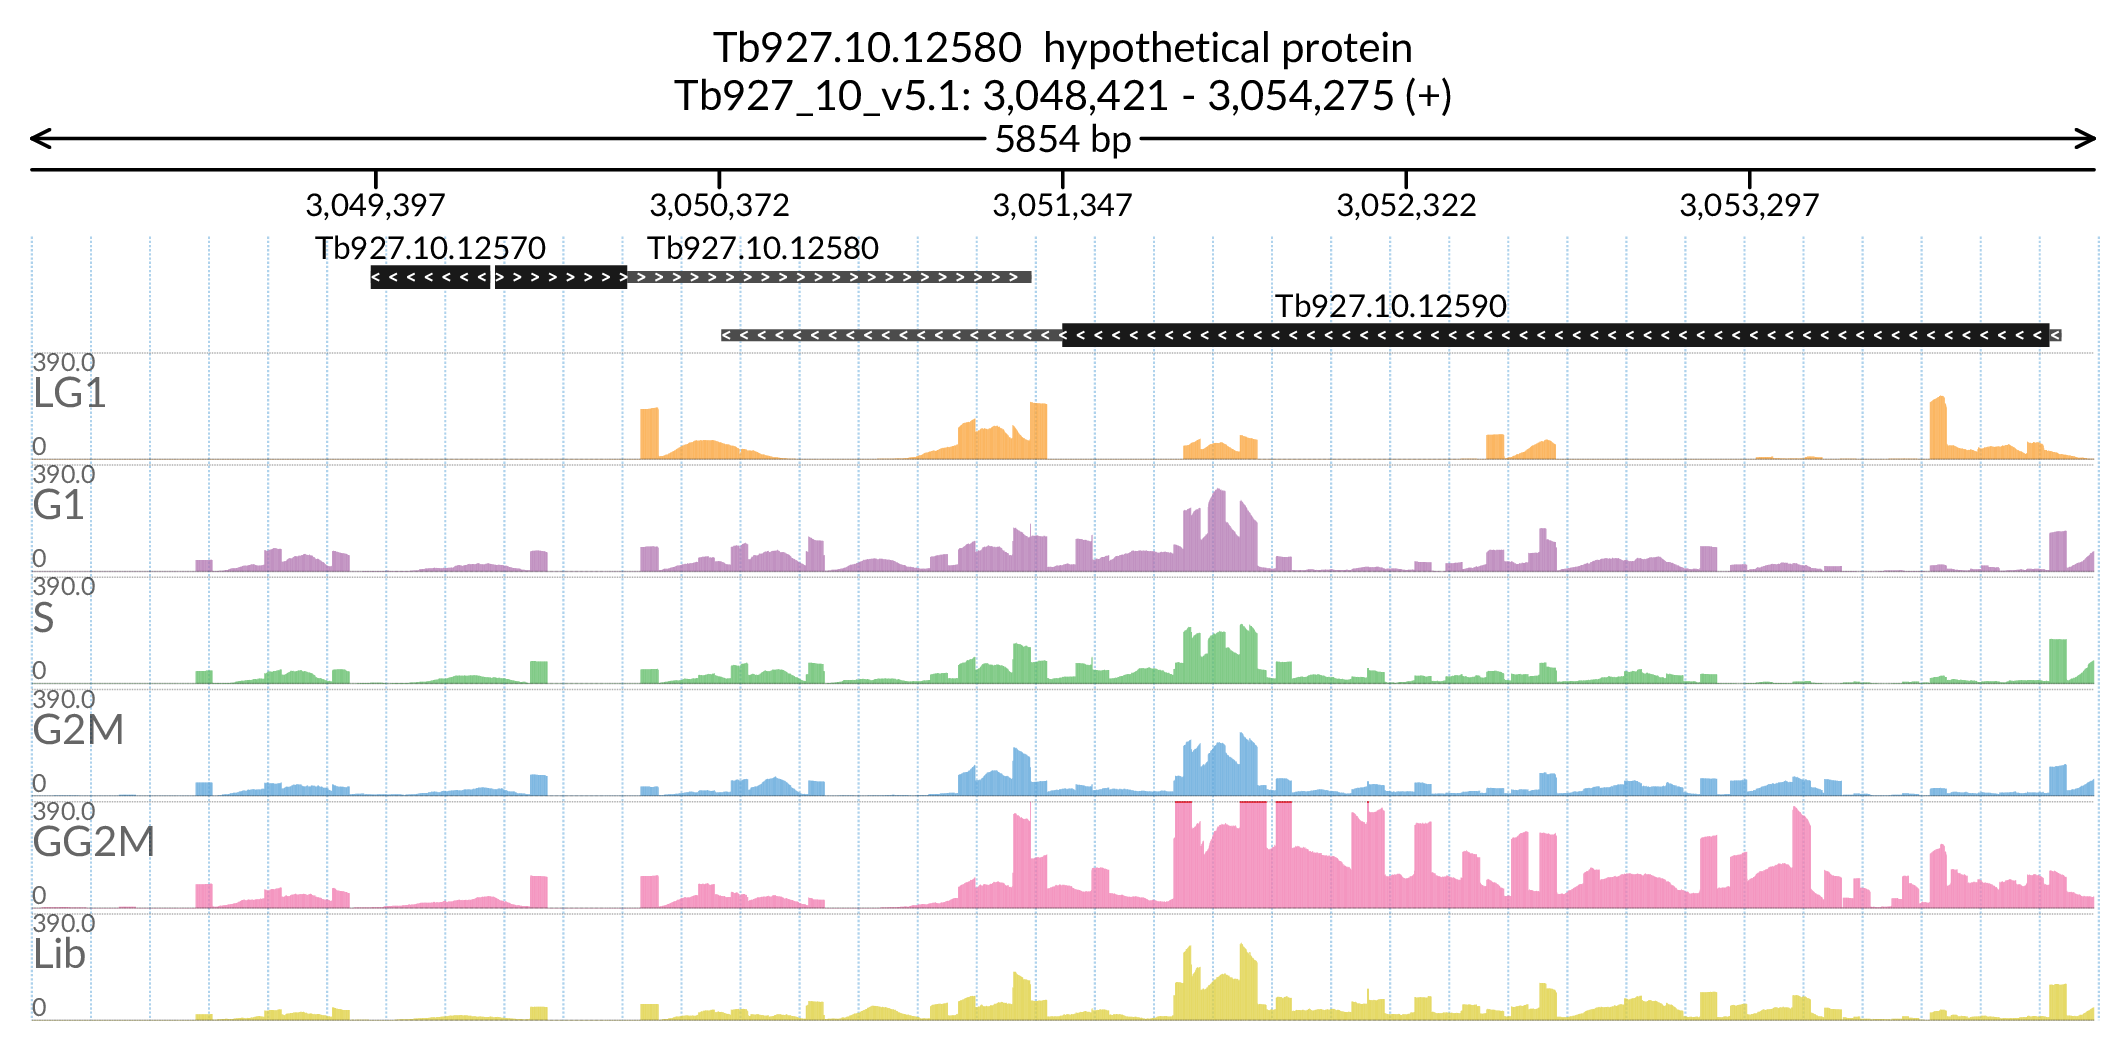 Tb927.10.12580 hypothetical protein
Tb927_10_v5.1: 3,048,421 - 3,054,275 (+)
5854 bp
3,049,397 3,050,372 3,051,347 3,052,322 3,053,297
Tb927.10.12570 Tb927.10.12580
Tb927.10.12590
390.0
LG1
0
390.0
G1
0
390.0
S
0
390.0
G2M
0
390.0
GG2M
0
390.0
Lib
0